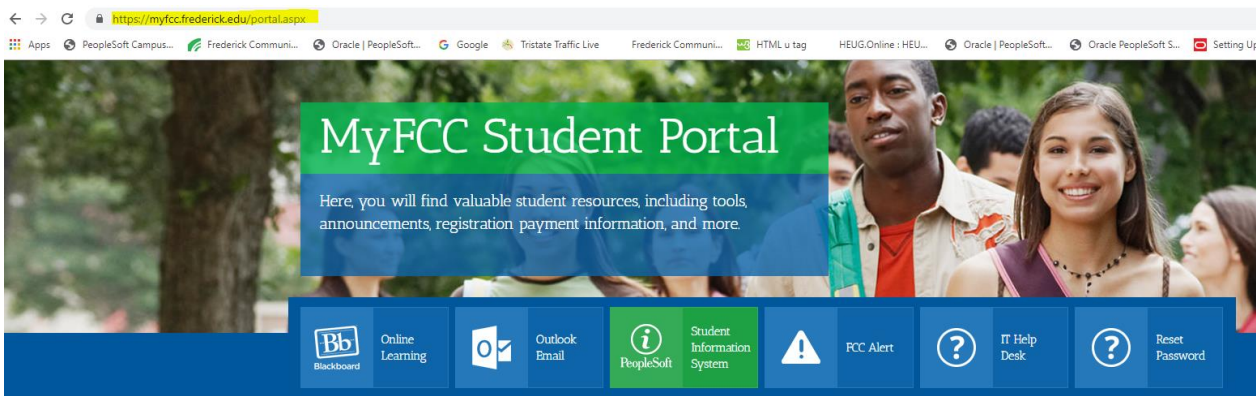 https://myfcc.frederick.edu/portal.aspx
Apps PeopleSoft Campus... Frederick Communi... Oracle | PeopleSoft... Google Tristate Traffic Live Frederick Communi... HTML u tag HEUG.Online : HEU... Oracle | PeopleSoft... Oracle PeopleSoft S... Setting Up
MyFCC Student Portal
Here, you will find valuable student resources, including tools,
announcements, registration payment information, and more.
Bb
Blackboard
Online
Learning
O
Outlook
Email
i
PeopleSoft
Student
Information
System
!
FCC Alert
?
IT Help
Desk
?
Reset
Password